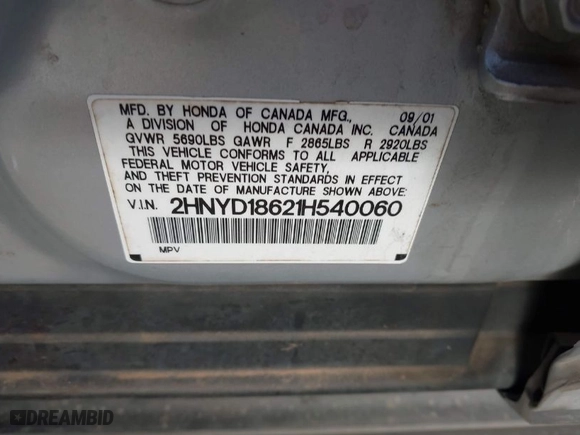 MFD. BY HONDA OF CANADA MFG., 09/01
A DIVISION OF HONDA CANADA INC. CANADA
GVWR 5690LBS GAWR F 2865LBS R 2920LBS
THIS VEHICLE CONFORMS TO ALL APPLICABLE
FEDERAL MOTOR VEHICLE SAFETY,
AND THEFT PREVENTION STANDARDS IN EFFECT
ON THE DATE OF MANUFACTURE SHOWN ABOVE:
V.I.N. 2HNYD18621H540060
MPV
DREAMBID